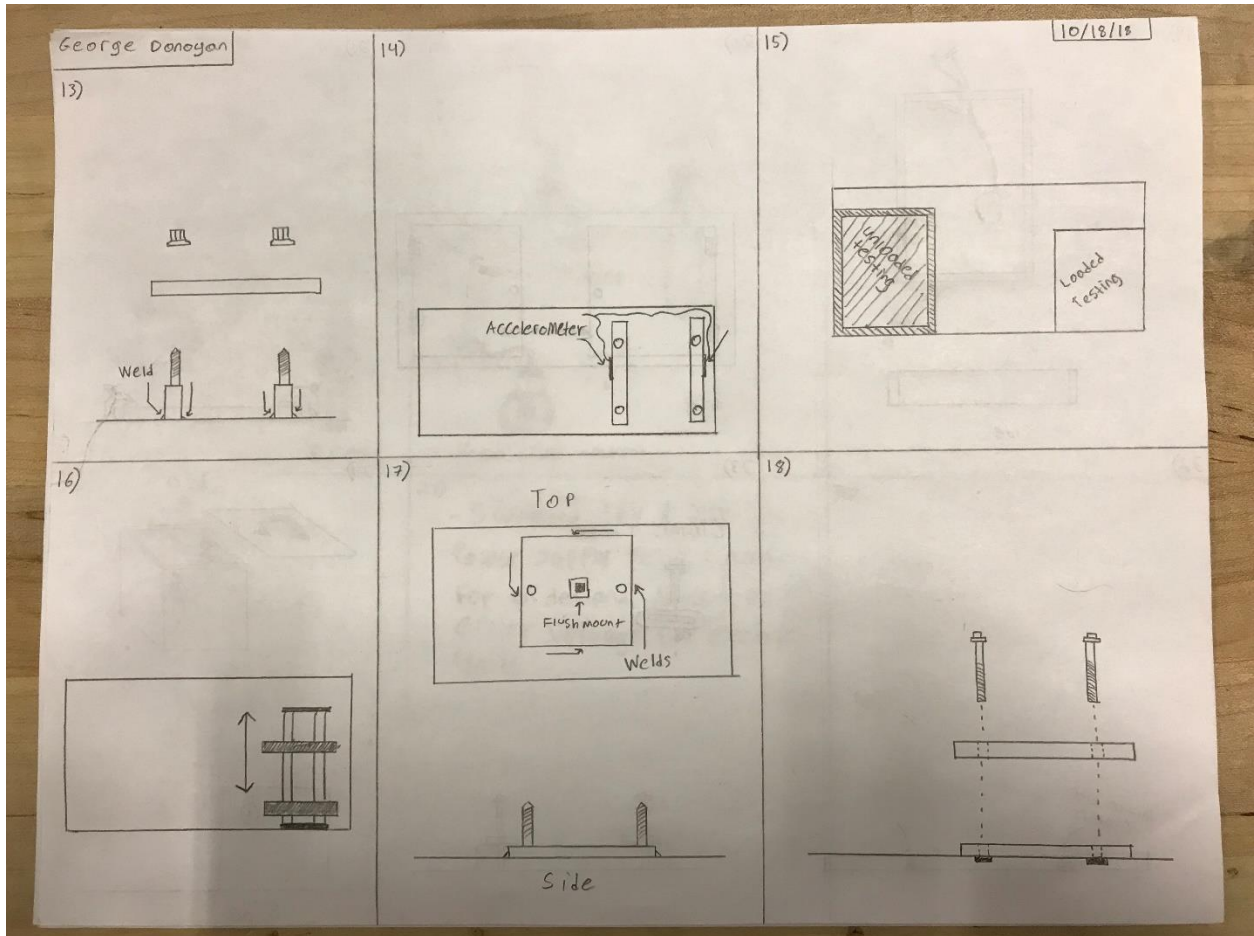 George Donoyan
10/18/18
13)
Weld
14)
Accelerometer
15)
unloaded
testing
Loaded
Testing
16)
17)
Top
Flush mount
Welds
Side
18)